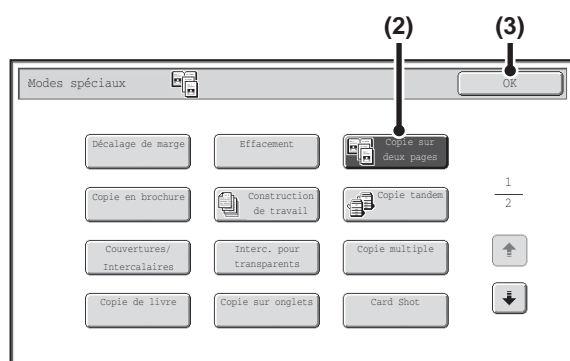 (2) (3)
Modes spéciaux OK
Décalage de marge Effacement Copie sur
deux pages
Copie en brochure Construction
de travail Copie tandem
1
2
Couvertures/
Intercalaires Interc. pour
transparents Copie multiple
Copie de livre Copie sur onglets Card Shot